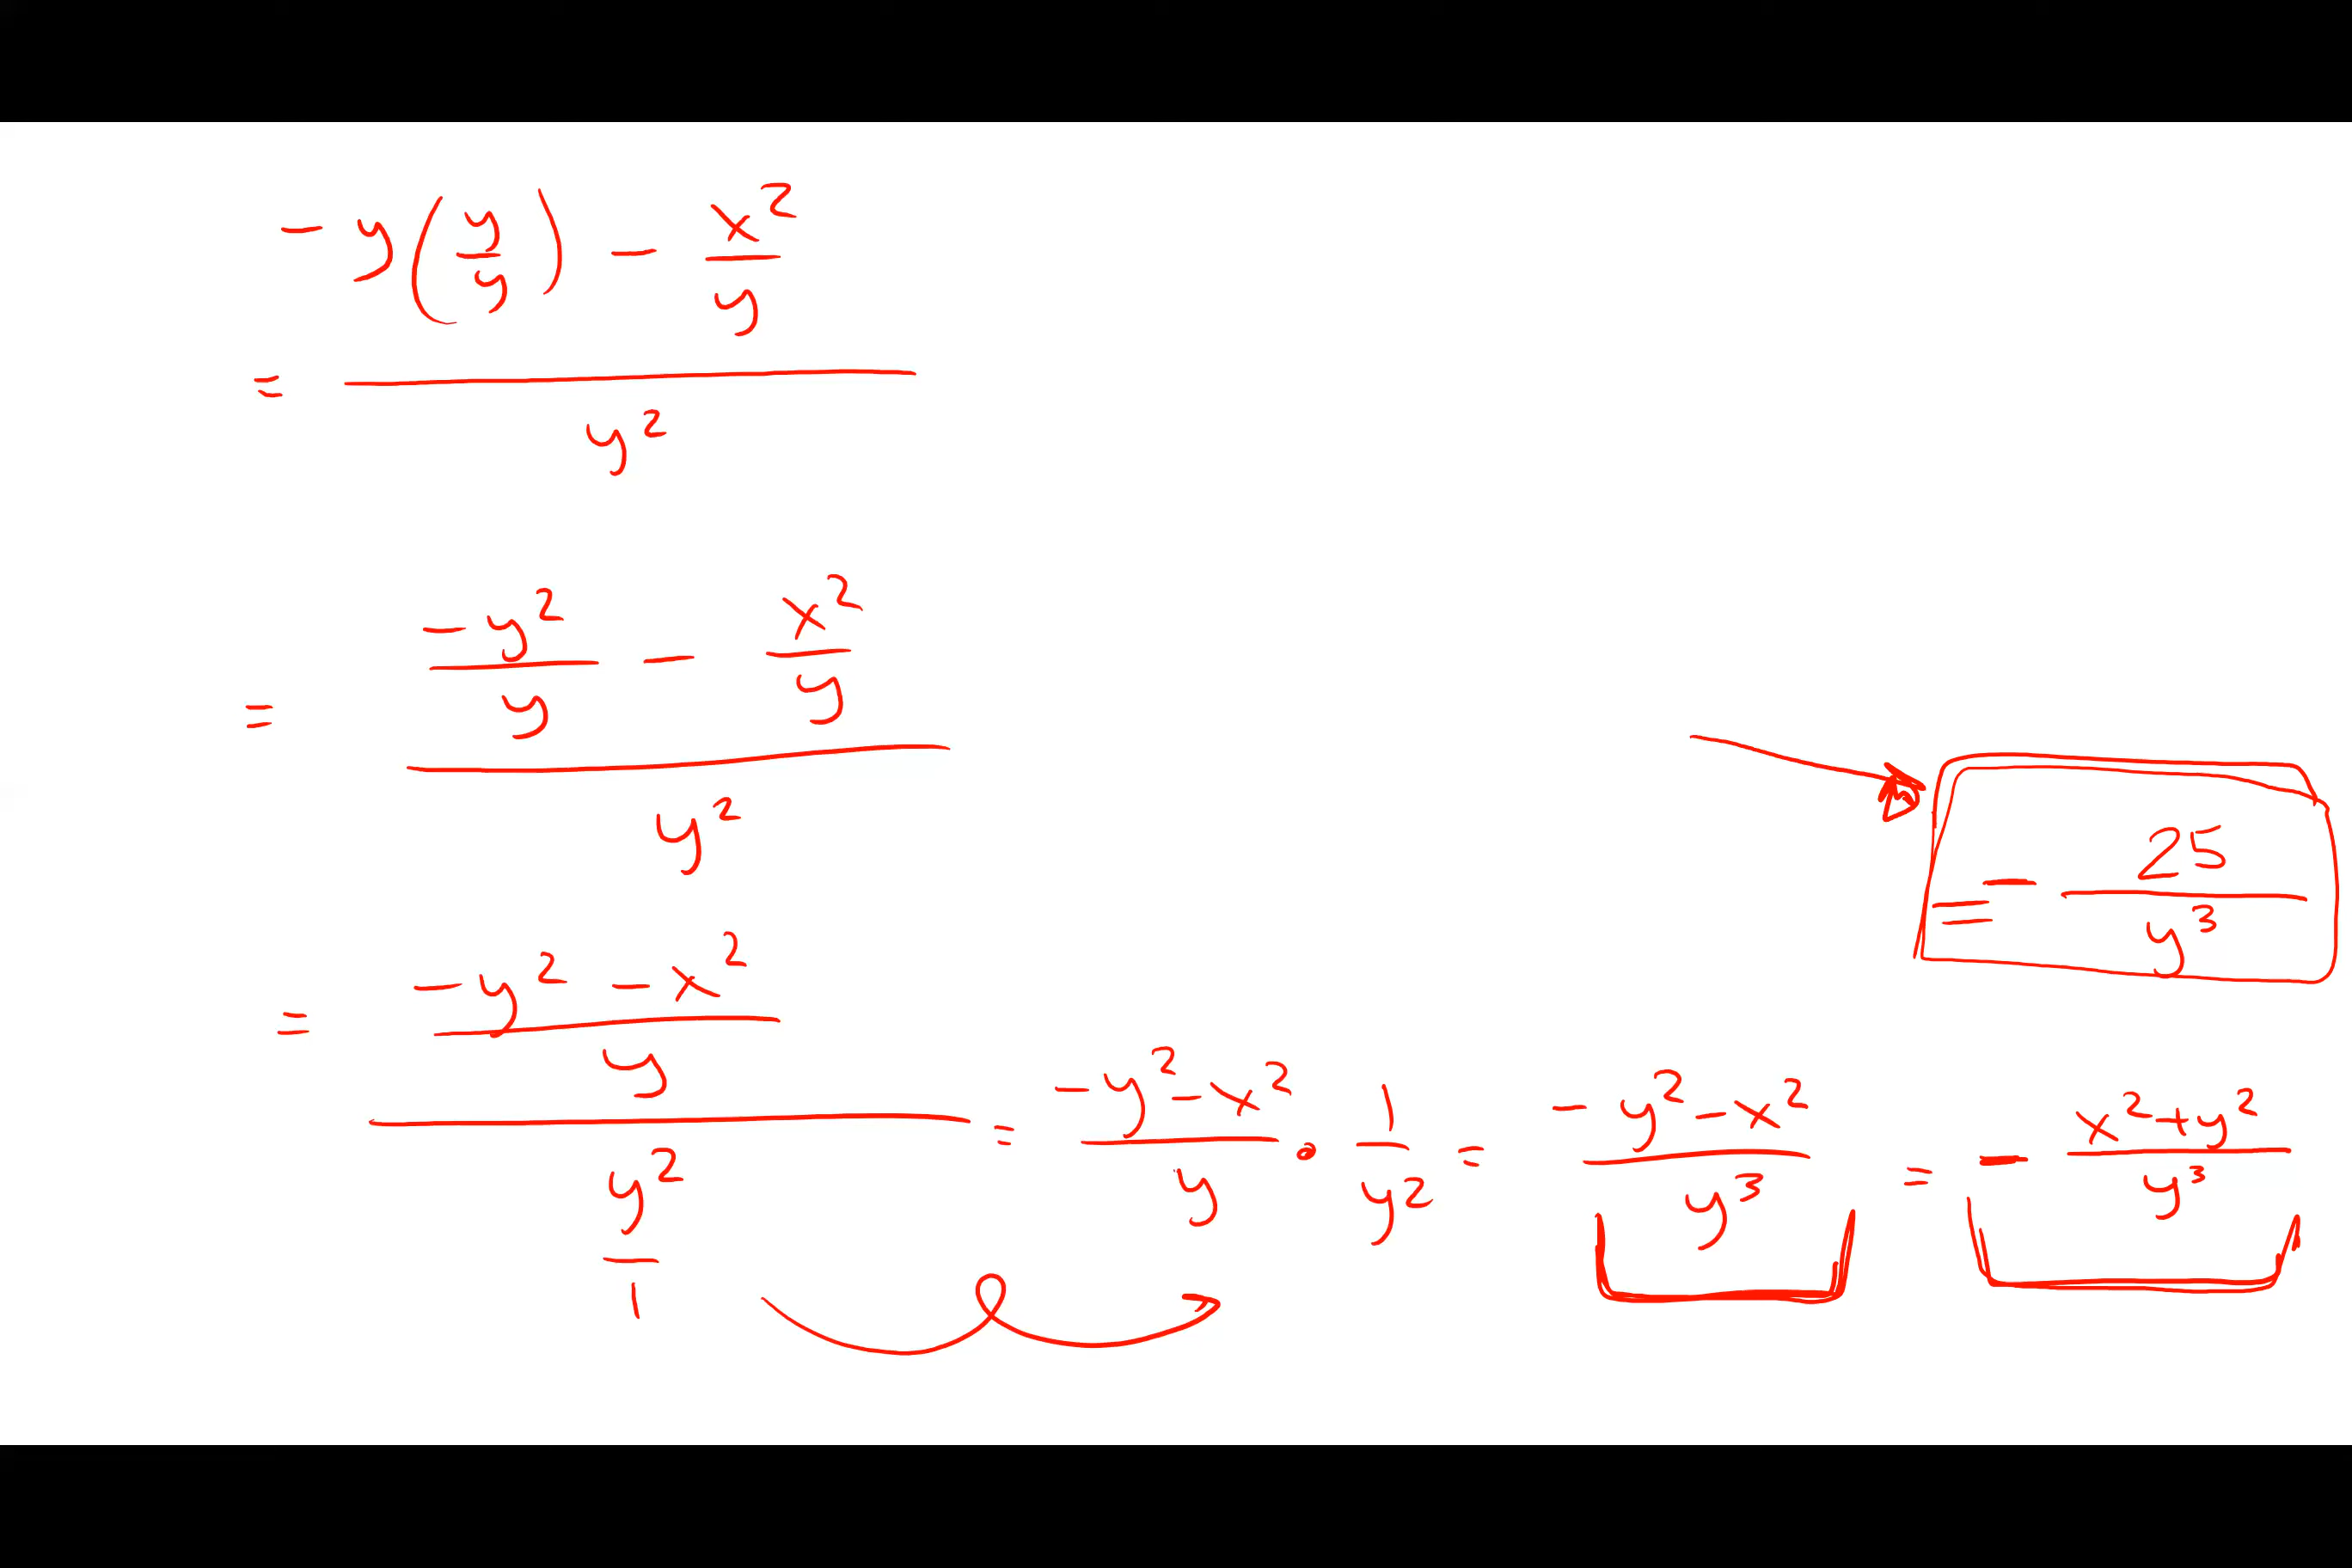 - y(y/y) - x²/y
=
y²
-y²/y - x²/y
=
y²
= (-y² - x²)/y
y²/1
= (-y² - x²)/y · 1/y² = (-y² - x²)/y³ = - (x² + y²)/y³
= - 25/y³